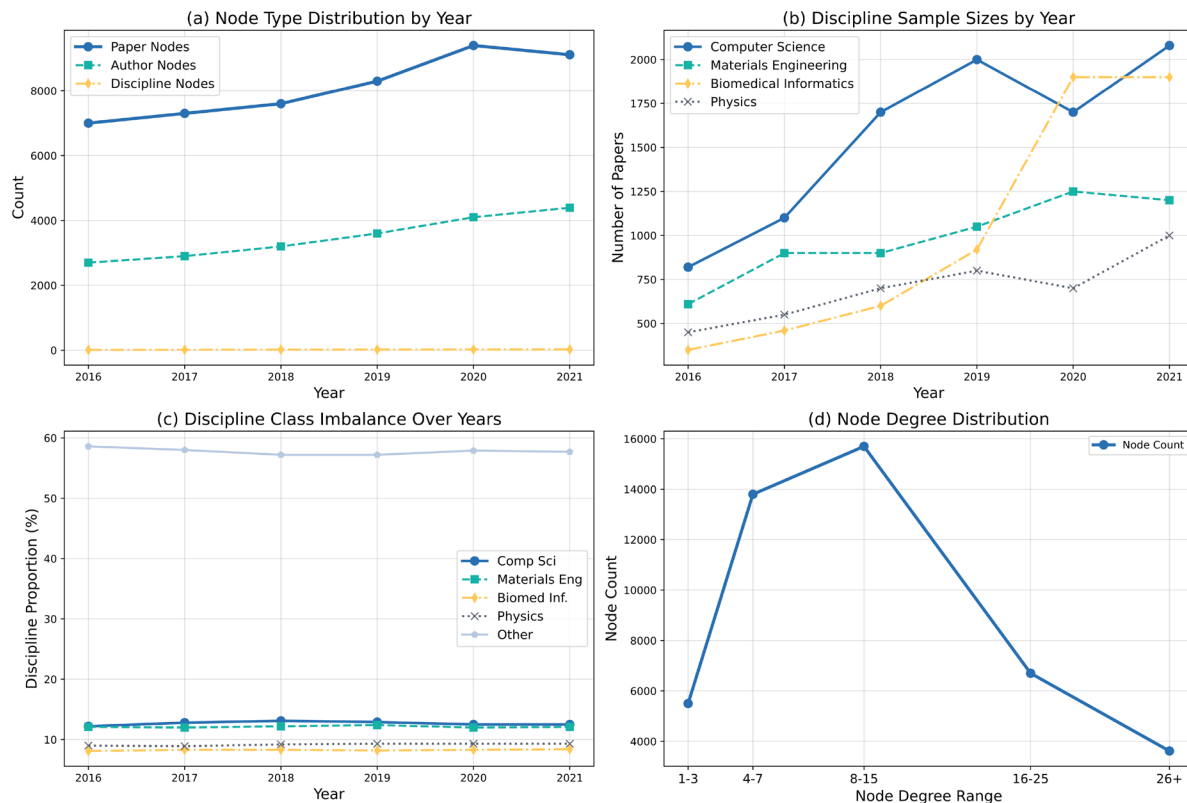 (a) Node Type Distribution by Year
Paper Nodes
Author Nodes
Discipline Nodes
Count
8000
6000
4000
2000
0
2016 2017 2018 2019 2020 2021
Year
(b) Discipline Sample Sizes by Year
Computer Science
Materials Engineering
Biomedical Informatics
Physics
Number of Papers
2000
1750
1500
1250
1000
750
500
2016 2017 2018 2019 2020 2021
Year
(c) Discipline Class Imbalance Over Years
Comp Sci
Materials Eng
Biomed Inf.
Physics
Other
Discipline Proportion (%)
60
50
40
30
20
10
2016 2017 2018 2019 2020 2021
Year
(d) Node Degree Distribution
Node Count
Node Count
16000
14000
12000
10000
8000
6000
4000
1-3 4-7 8-15 16-25 26+
Node Degree Range